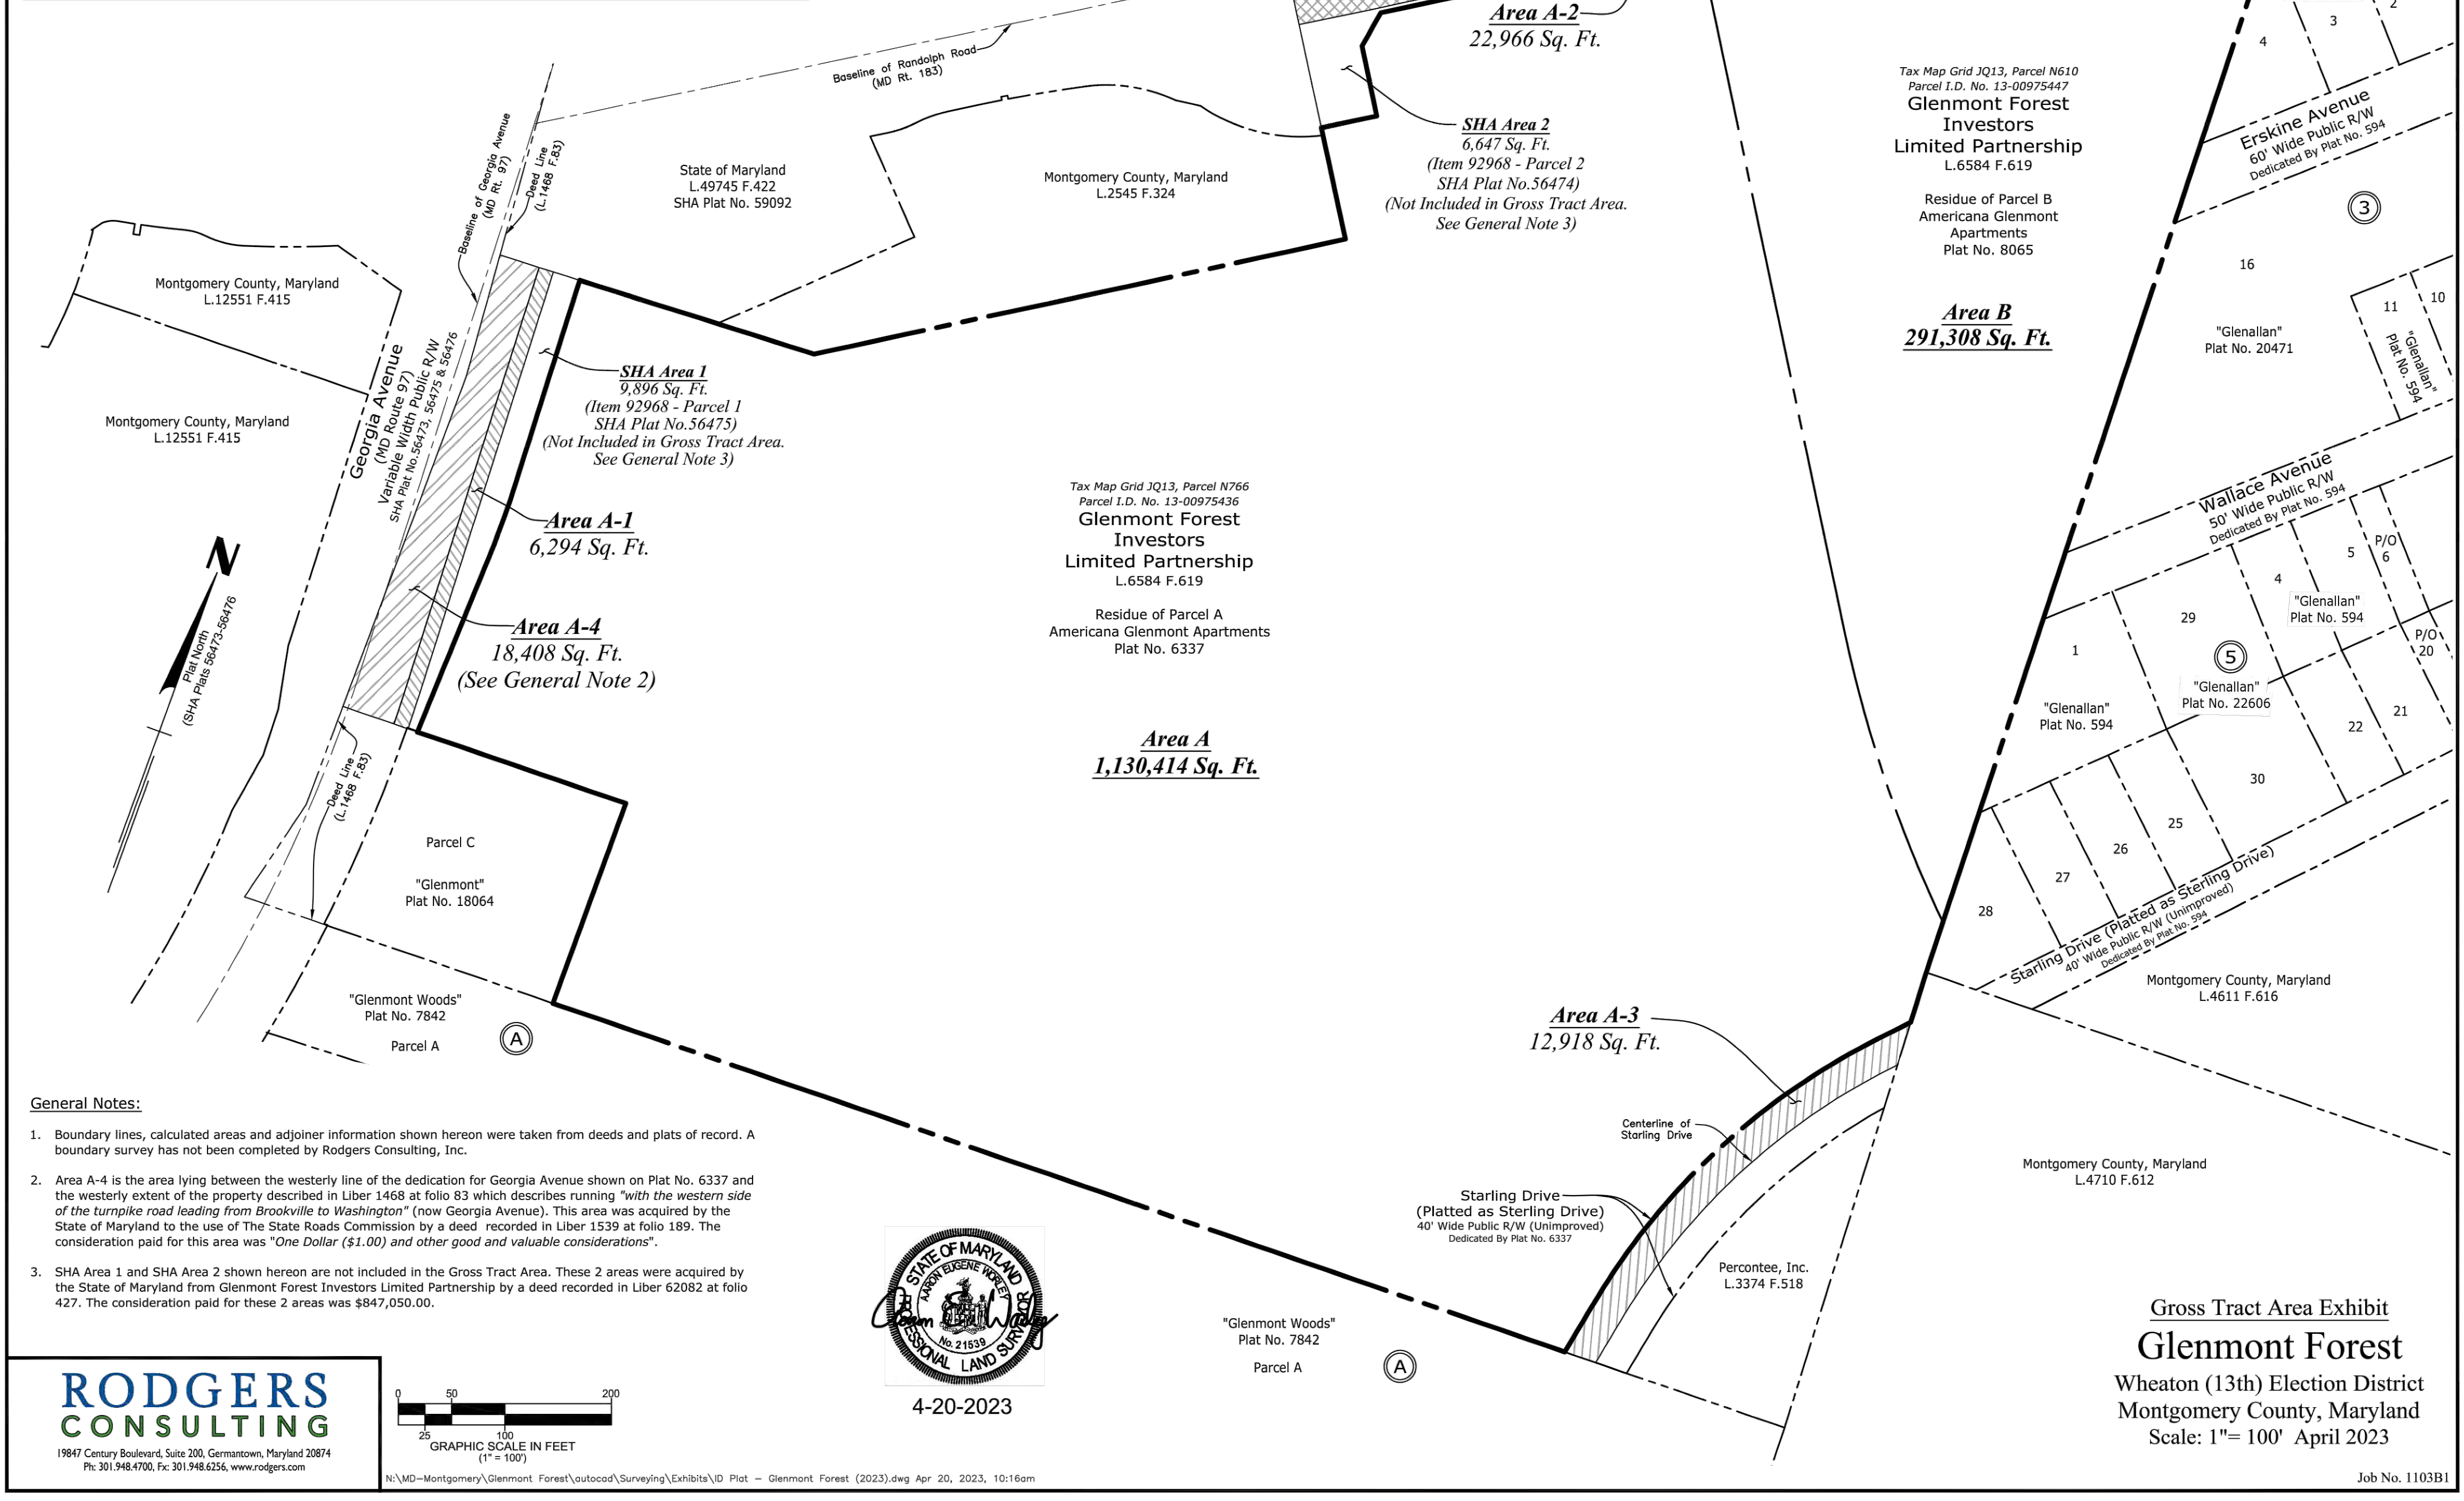 Area A-2
22,966 Sq. Ft.
Baseline of Randolph Road
(MD Rt. 183)
SHA Area 2
6,647 Sq. Ft.
(Item 92968 - Parcel 2
SHA Plat No.56474)
(Not Included in Gross Tract Area.
See General Note 3)
Tax Map Grid JQ13, Parcel N610
Parcel I.D. No. 13-00975447
Glenmont Forest
Investors
Limited Partnership
L.6584 F.619
Residue of Parcel B
Americana Glenmont
Apartments
Plat No. 8065
Area B
291,308 Sq. Ft.
4
3
2
Erskine Avenue
60' Wide Public R/W
Dedicated By Plat No. 594
3
16
"Glenallan"
Plat No. 20471
11
10
"Glenallan"
Plat No. 594
Baseline of Georgia Avenue
(MD Rt. 97)
Deed Line
(L.1468 F.83)
State of Maryland
L.49745 F.422
SHA Plat No. 59092
Montgomery County, Maryland
L.2545 F.324
Montgomery County, Maryland
L.12551 F.415
Montgomery County, Maryland
L.12551 F.415
Georgia Avenue
(MD Route 97)
Variable Width Public R/W
SHA Plat No.56473, 56475 & 56476
SHA Area 1
9,896 Sq. Ft.
(Item 92968 - Parcel 1
SHA Plat No.56475)
(Not Included in Gross Tract Area.
See General Note 3)
Area A-1
6,294 Sq. Ft.
Area A-4
18,408 Sq. Ft.
(See General Note 2)
N
Plat North
(SHA Plats 56473-56476
Tax Map Grid JQ13, Parcel N766
Parcel I.D. No. 13-00975436
Glenmont Forest
Investors
Limited Partnership
L.6584 F.619
Residue of Parcel A
Americana Glenmont Apartments
Plat No. 6337
Area A
1,130,414 Sq. Ft.
Wallace Avenue
50' Wide Public R/W
Dedicated By Plat No. 594
1
29
4
5
P/O
6
"Glenallan"
Plat No. 594
5
"Glenallan"
Plat No. 22606
P/O
20
"Glenallan"
Plat No. 594
22
21
30
25
26
27
28
Starling Drive (Platted as Sterling Drive)
40' Wide Public R/W (Unimproved)
Dedicated By Plat No. 594
Montgomery County, Maryland
L.4611 F.616
Deed Line
(L.1468 F.83)
Parcel C
"Glenmont"
Plat No. 18064
"Glenmont Woods"
Plat No. 7842
Parcel A
A
Area A-3
12,918 Sq. Ft.
Centerline of
Starling Drive
Starling Drive
(Platted as Sterling Drive)
40' Wide Public R/W (Unimproved)
Dedicated By Plat No. 6337
Montgomery County, Maryland
L.4710 F.612
Percontee, Inc.
L.3374 F.518
"Glenmont Woods"
Plat No. 7842
Parcel A
A
General Notes:
1. Boundary lines, calculated areas and adjoiner information shown hereon were taken from deeds and plats of record. A
boundary survey has not been completed by Rodgers Consulting, Inc.
2. Area A-4 is the area lying between the westerly line of the dedication for Georgia Avenue shown on Plat No. 6337 and
the westerly extent of the property described in Liber 1468 at folio 83 which describes running "with the western side
of the turnpike road leading from Brookville to Washington" (now Georgia Avenue). This area was acquired by the
State of Maryland to the use of The State Roads Commission by a deed recorded in Liber 1539 at folio 189. The
consideration paid for this area was "One Dollar ($1.00) and other good and valuable considerations".
3. SHA Area 1 and SHA Area 2 shown hereon are not included in the Gross Tract Area. These 2 areas were acquired by
the State of Maryland from Glenmont Forest Investors Limited Partnership by a deed recorded in Liber 62082 at folio
427. The consideration paid for these 2 areas was $847,050.00.
STATE OF MARYLAND
AARON EUGENE WORLEY
No. 21539
PROFESSIONAL LAND SURVEYOR
4-20-2023
RODGERS
CONSULTING
19847 Century Boulevard, Suite 200, Germantown, Maryland 20874
Ph: 301.948.4700, Fx: 301.948.6256, www.rodgers.com
0 50 200
25 100
GRAPHIC SCALE IN FEET
(1" = 100')
N:\MD-Montgomery\Glenmont Forest\autocad\Surveying\Exhibits\ID Plat - Glenmont Forest (2023).dwg Apr 20, 2023, 10:16am
Gross Tract Area Exhibit
Glenmont Forest
Wheaton (13th) Election District
Montgomery County, Maryland
Scale: 1"= 100' April 2023
Job No. 1103B1